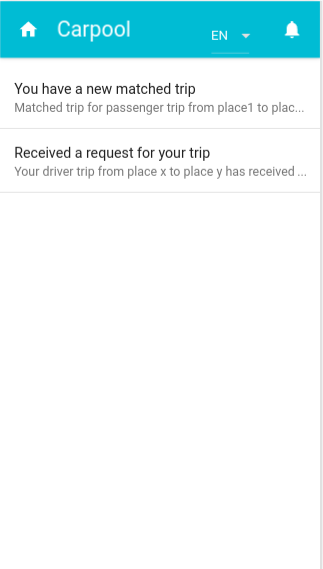 Carpool
EN
You have a new matched trip
Matched trip for passenger trip from place1 to plac...
Received a request for your trip
Your driver trip from place x to place y has received ...